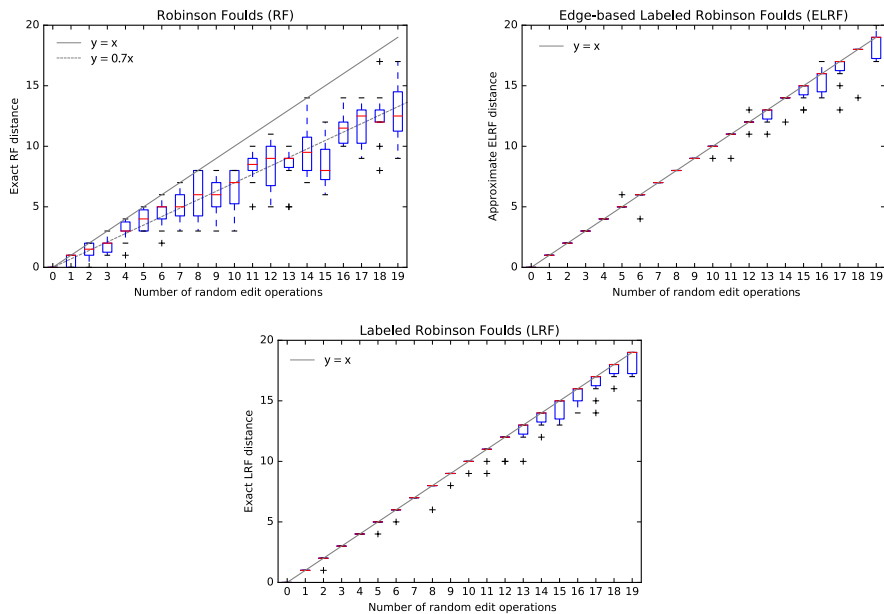 Robinson Foulds (RF)
y = x
y = 0.7x
20
15
10
5
0
Exact RF distance
0 1 2 3 4 5 6 7 8 9 10 11 12 13 14 15 16 17 18 19
Number of random edit operations
Edge-based Labeled Robinson Foulds (ELRF)
y = x
20
15
10
5
0
Approximate ELRF distance
0 1 2 3 4 5 6 7 8 9 10 11 12 13 14 15 16 17 18 19
Number of random edit operations
Labeled Robinson Foulds (LRF)
y = x
20
15
10
5
0
Exact LRF distance
0 1 2 3 4 5 6 7 8 9 10 11 12 13 14 15 16 17 18 19
Number of random edit operations